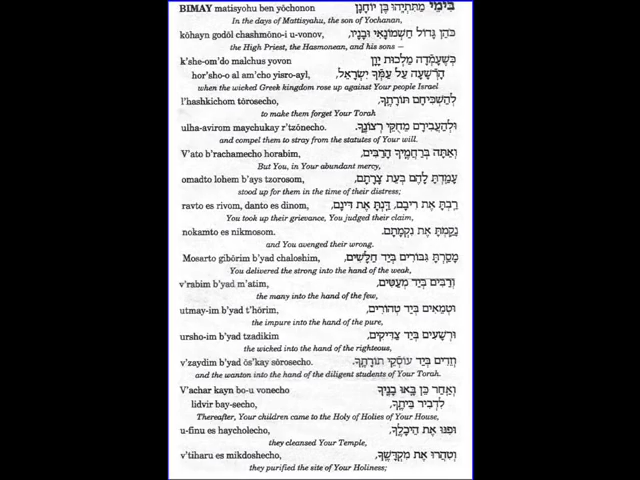 BIMAY matisyohu ben yôchonon בִּימֵי מַתִּתְיָהוּ בֶּן יוֹחָנָן
In the days of Mattisyahu, the son of Yochanan,
kôhayn godôl chashmôno-i u-vonov, כֹּהֵן גָּדוֹל חַשְׁמוֹנָאִי וּבָנָיו,
the High Priest, the Hasmonean, and his sons —
k'she-om'do malchus yovon כְּשֶׁעָמְדָה מַלְכוּת יָוָן
hor'sho-o al am'cho yisro-ayl, הָרְשָׁעָה עַל עַמְּךָ יִשְׂרָאֵל,
when the wicked Greek kingdom rose up against Your people Israel
l'hashkichom tôrosecho, לְהַשְׁכִּיחָם תּוֹרָתֶךָ,
to make them forget Your Torah
ulha-avirom maychukay r'tzônecho. וּלְהַעֲבִירָם מֵחֻקֵּי רְצוֹנֶךָ.
and compel them to stray from the statutes of Your will.
V'ato b'rachamecho horabim, וְאַתָּה בְּרַחֲמֶיךָ הָרַבִּים,
But You, in Your abundant mercy,
omadto lohem b'ays tzorosom, עָמַדְתָּ לָהֶם בְּעֵת צָרָתָם,
stood up for them in the time of their distress;
ravto es rivom, danto es dinom, רַבְתָּ אֶת רִיבָם, דַּנְתָּ אֶת דִּינָם,
You took up their grievance, You judged their claim,
nokamto es nikmosom. נָקַמְתָּ אֶת נִקְמָתָם.
and You avenged their wrong.
Mosarto gibôrim b'yad chaloshim, מָסַרְתָּ גִבּוֹרִים בְּיַד חַלָּשִׁים,
You delivered the strong into the hand of the weak,
v'rabim b'yad m'atim, וְרַבִּים בְּיַד מְעַטִּים,
the many into the hand of the few,
utmay-im b'yad t'hôrim, וּטְמֵאִים בְּיַד טְהוֹרִים,
the impure into the hand of the pure,
ursho-im b'yad tzadikim וּרְשָׁעִים בְּיַד צַדִּיקִים,
the wicked into the hand of the righteous,
v'zaydim b'yad ôs'kay sôrosecho. וְזֵדִים בְּיַד עוֹסְקֵי תוֹרָתֶךָ.
and the wanton into the hand of the diligent students of Your Torah.
V'achar kayn bo-u vonecho וְאַחַר כֵּן בָּאוּ בָנֶיךָ
lidvir bay-secho, לִדְבִיר בֵּיתֶךָ,
Thereafter, Your children came to the Holy of Holies of Your House,
u-finu es haycholecho, וּפִנּוּ אֶת הֵיכָלֶךָ,
they cleansed Your Temple,
v'tiharu es mikdoshecho, וְטִהֲרוּ אֶת מִקְדָּשֶׁךָ,
they purified the site of Your Holiness;